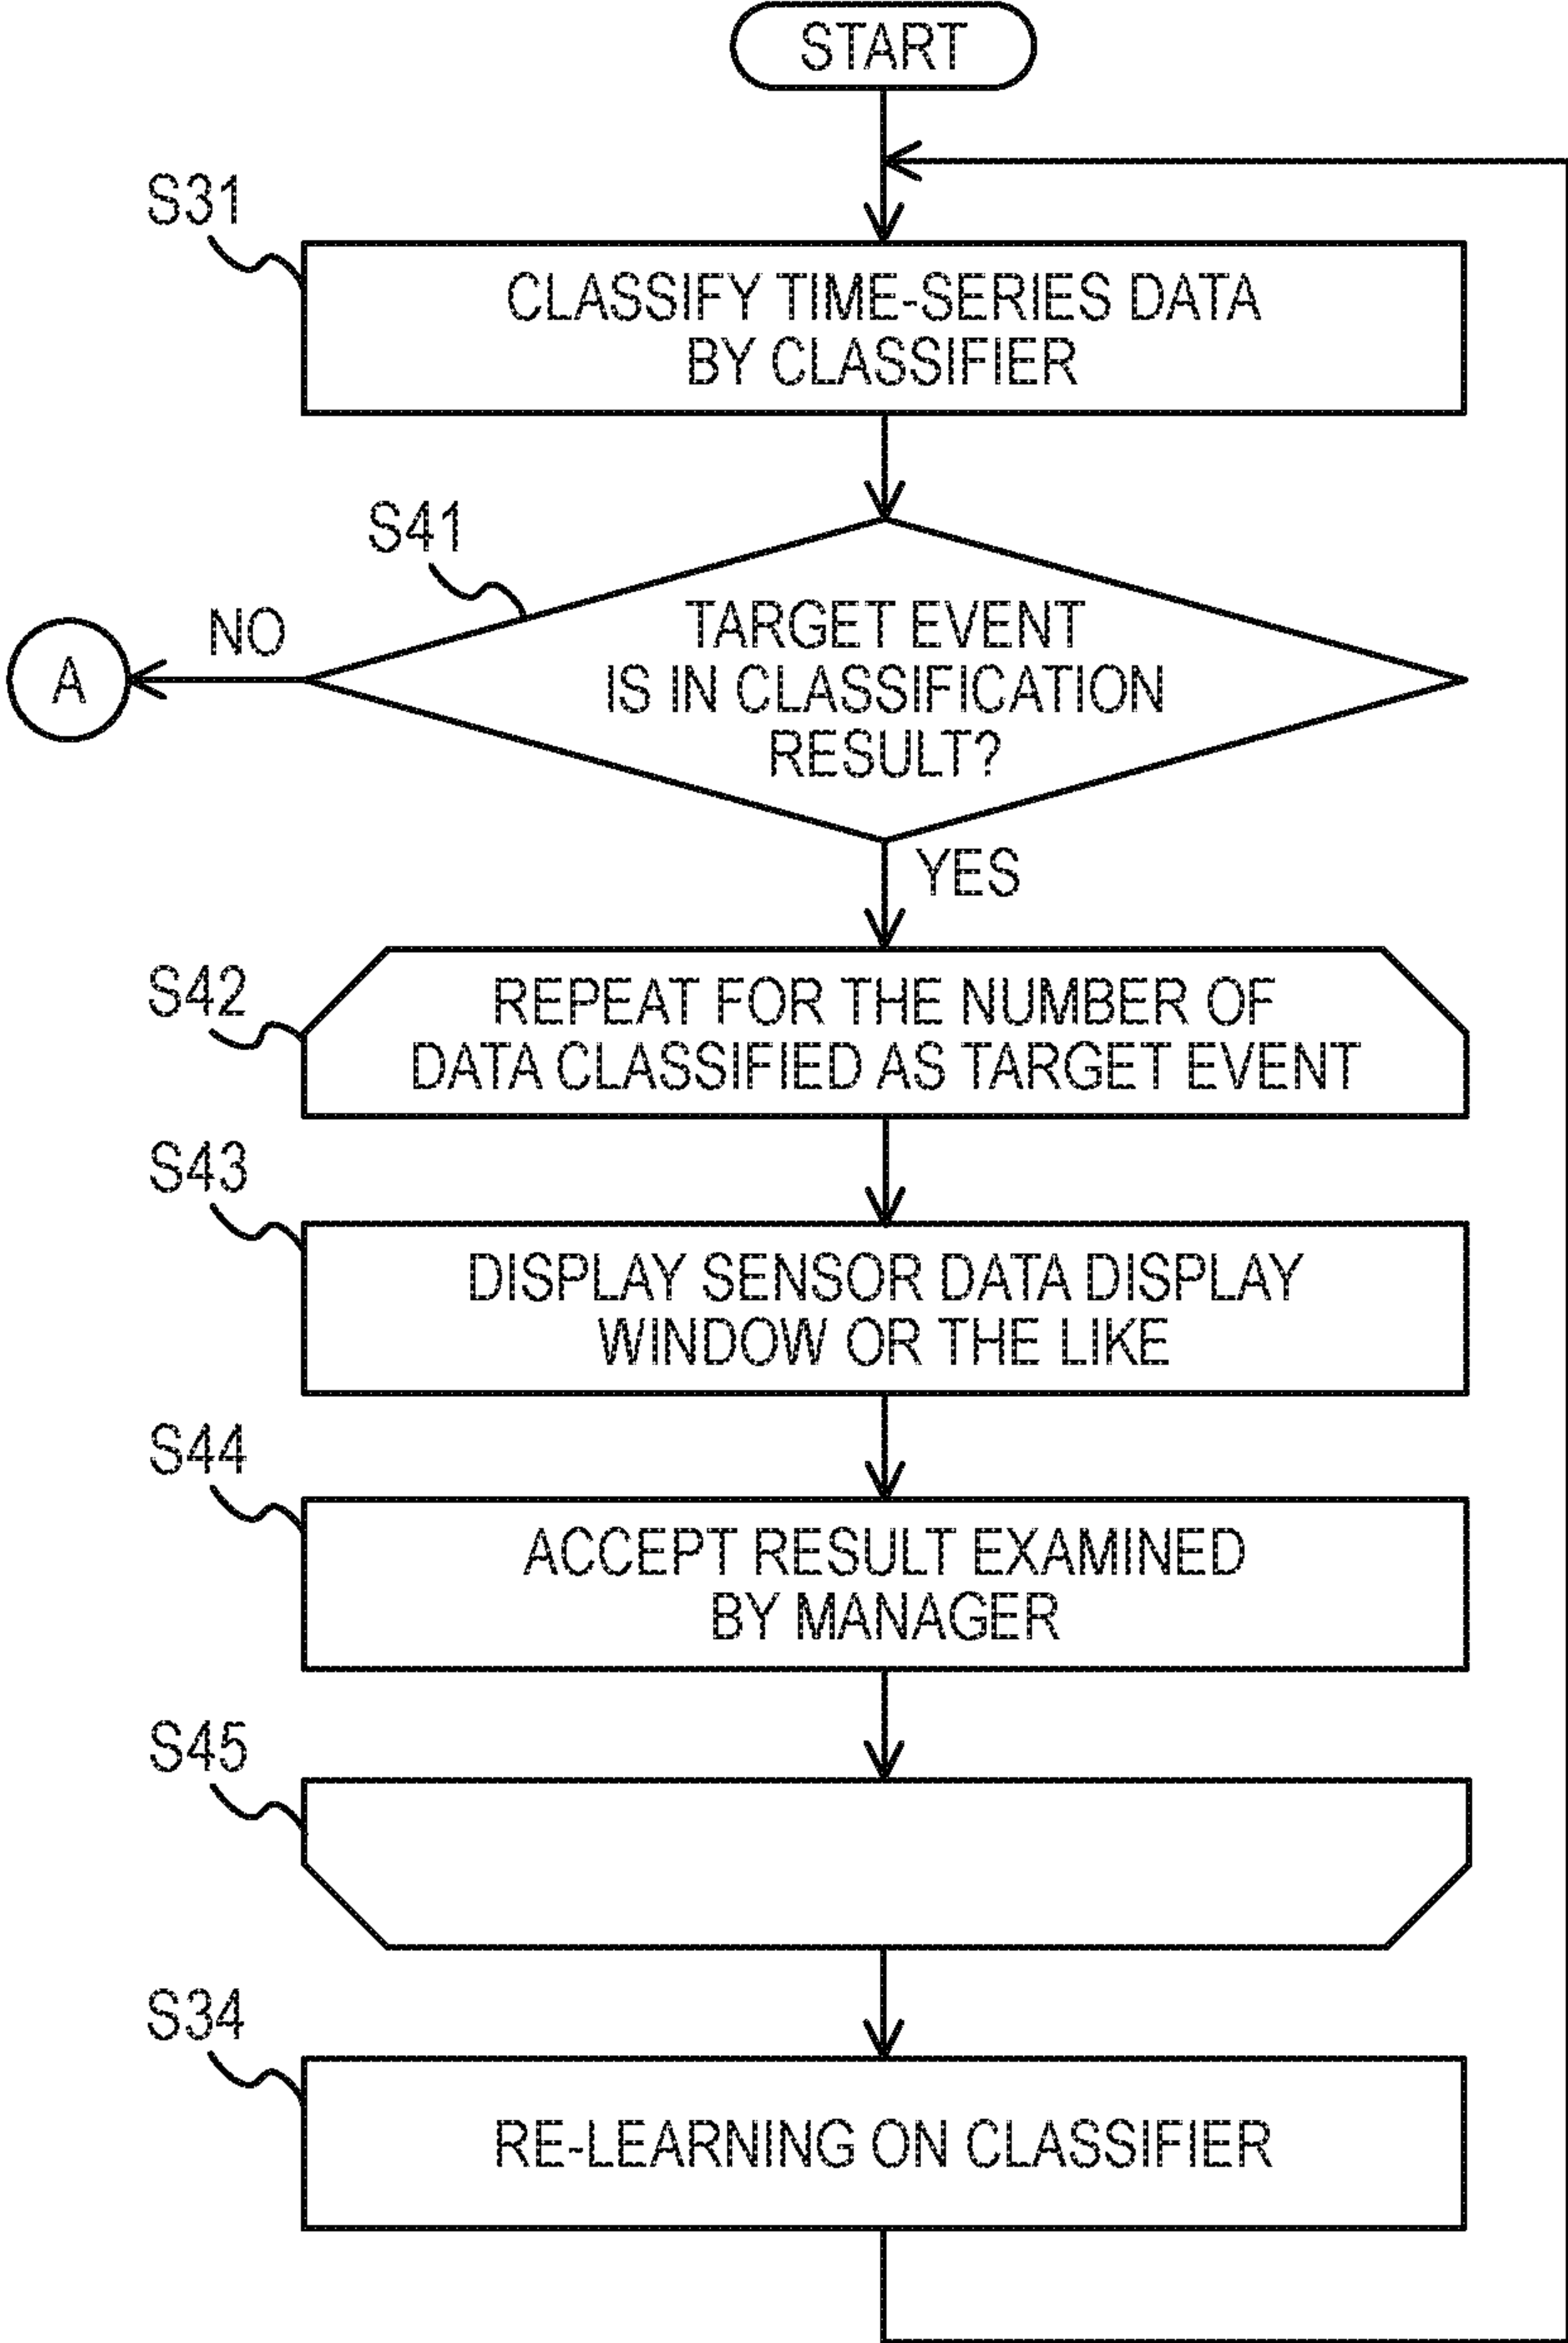 START
S31
CLASSIFY TIME-SERIES DATA
BY CLASSIFIER
S41
TARGET EVENT
IS IN CLASSIFICATION
RESULT?
NO
A
YES
S42
REPEAT FOR THE NUMBER OF
DATA CLASSIFIED AS TARGET EVENT
S43
DISPLAY SENSOR DATA DISPLAY
WINDOW OR THE LIKE
S44
ACCEPT RESULT EXAMINED
BY MANAGER
S45
S34
RE-LEARNING ON CLASSIFIER